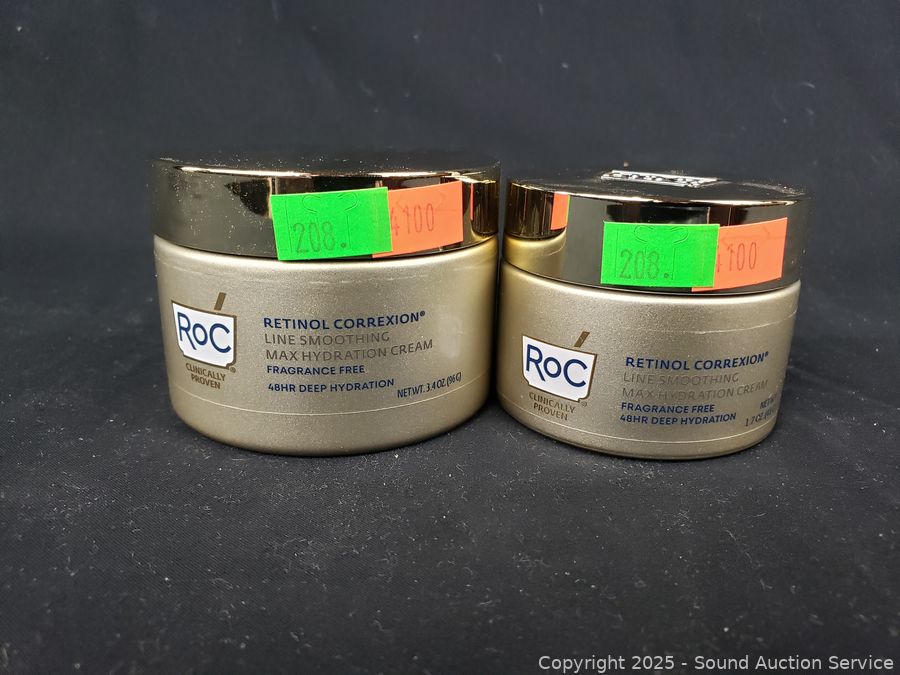 208.
4100
RoC
CLINICALLY
PROVEN
RETINOL CORREXION®
LINE SMOOTHING
MAX HYDRATION CREAM
FRAGRANCE FREE
48HR DEEP HYDRATION
NET WT. 3.4 OZ. (96 G)
208.
4100
RoC
CLINICALLY
PROVEN
RETINOL CORREXION®
LINE SMOOTHING
MAX HYDRATION CREAM
FRAGRANCE FREE
48HR DEEP HYDRATION
NET
1.7 OZ.
Copyright 2025 - Sound Auction Service